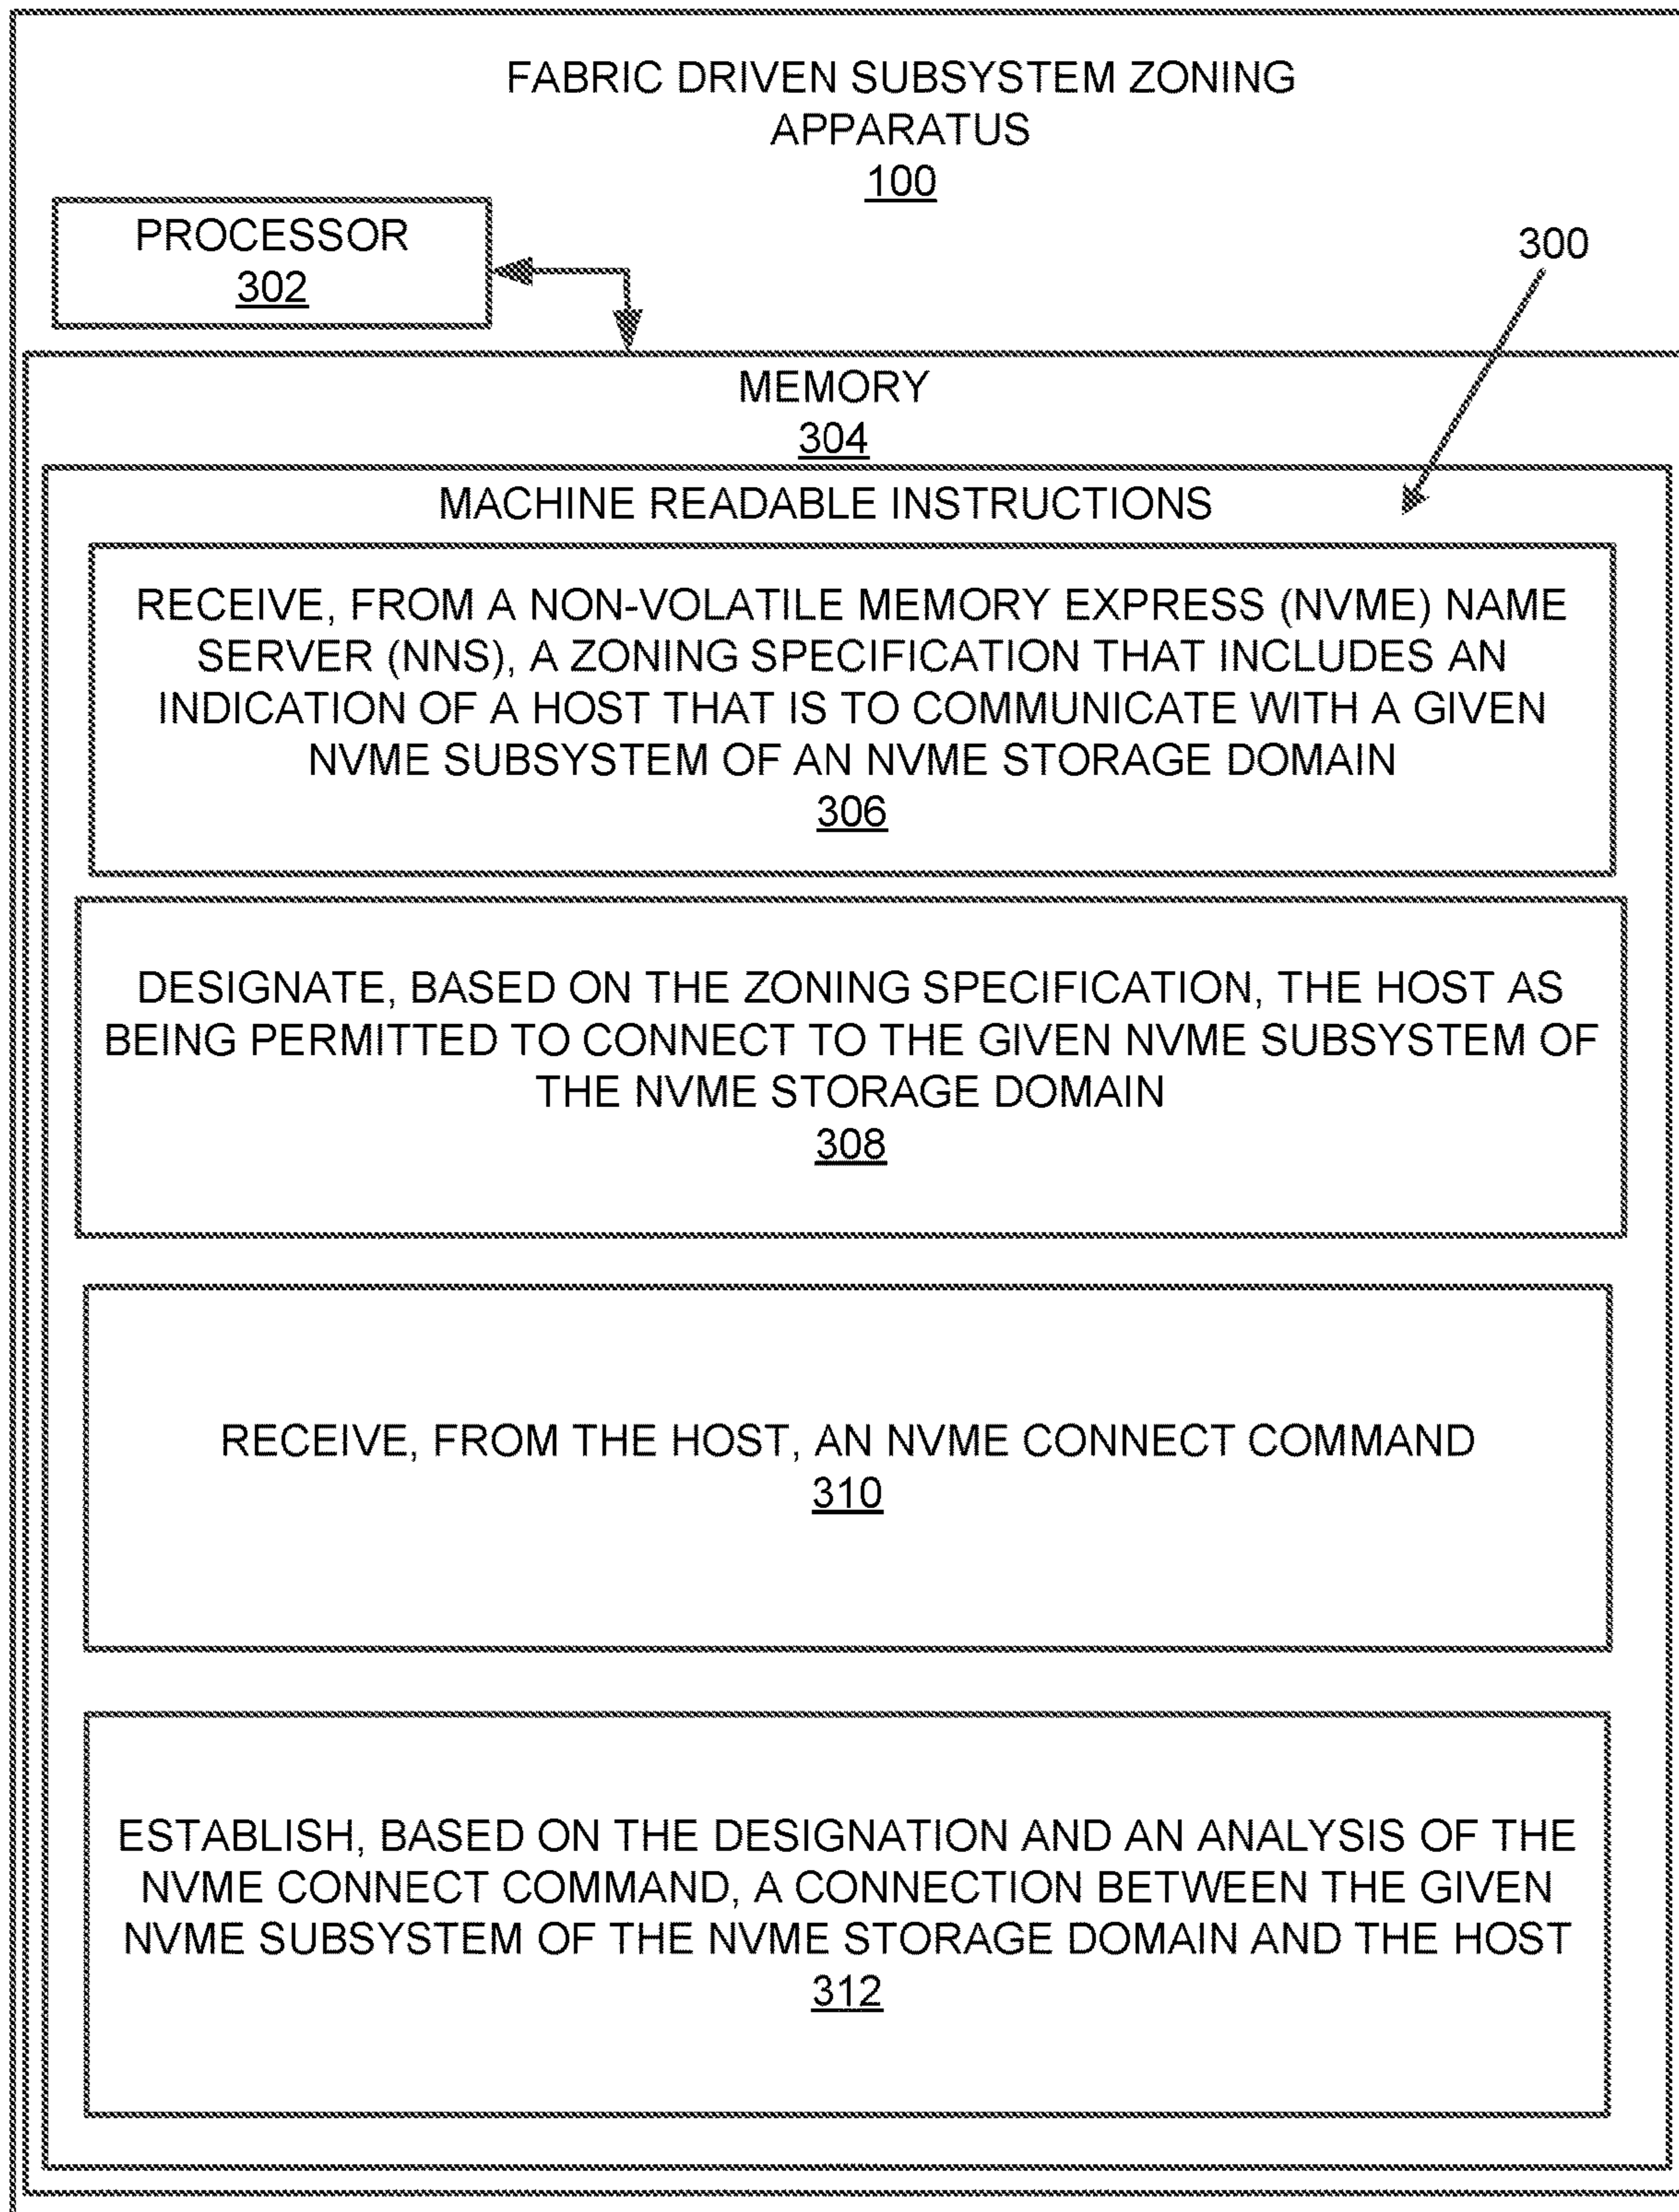 FABRIC DRIVEN SUBSYSTEM ZONING
APPARATUS
100
PROCESSOR
302
300
MEMORY
304
MACHINE READABLE INSTRUCTIONS
RECEIVE, FROM A NON-VOLATILE MEMORY EXPRESS (NVME) NAME
SERVER (NNS), A ZONING SPECIFICATION THAT INCLUDES AN
INDICATION OF A HOST THAT IS TO COMMUNICATE WITH A GIVEN
NVME SUBSYSTEM OF AN NVME STORAGE DOMAIN
306
DESIGNATE, BASED ON THE ZONING SPECIFICATION, THE HOST AS
BEING PERMITTED TO CONNECT TO THE GIVEN NVME SUBSYSTEM OF
THE NVME STORAGE DOMAIN
308
RECEIVE, FROM THE HOST, AN NVME CONNECT COMMAND
310
ESTABLISH, BASED ON THE DESIGNATION AND AN ANALYSIS OF THE
NVME CONNECT COMMAND, A CONNECTION BETWEEN THE GIVEN
NVME SUBSYSTEM OF THE NVME STORAGE DOMAIN AND THE HOST
312